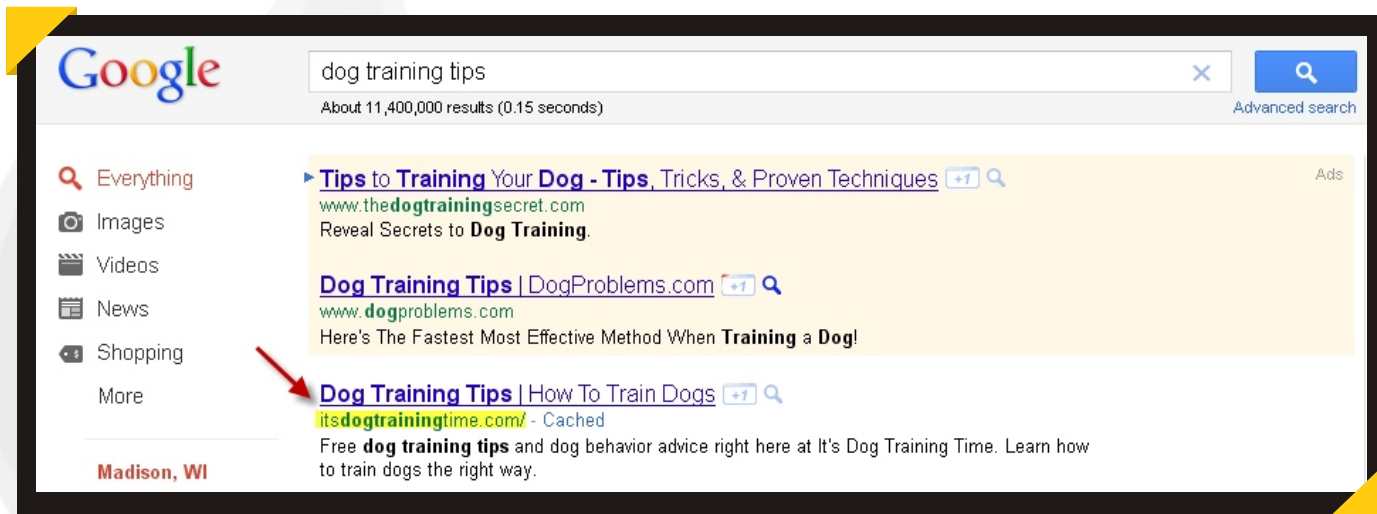 Google
dog training tips
About 11,400,000 results (0.15 seconds)
Advanced search
Everything
Images
Videos
News
Shopping
More
Madison, WI
Tips to Training Your Dog - Tips, Tricks, & Proven Techniques +1
Ads
www.thedogtrainingsecret.com
Reveal Secrets to Dog Training.
Dog Training Tips | DogProblems.com +1
www.dogproblems.com
Here's The Fastest Most Effective Method When Training a Dog!
Dog Training Tips | How To Train Dogs +1
itsdogtrainingtime.com/ - Cached
Free dog training tips and dog behavior advice right here at It's Dog Training Time. Learn how
to train dogs the right way.